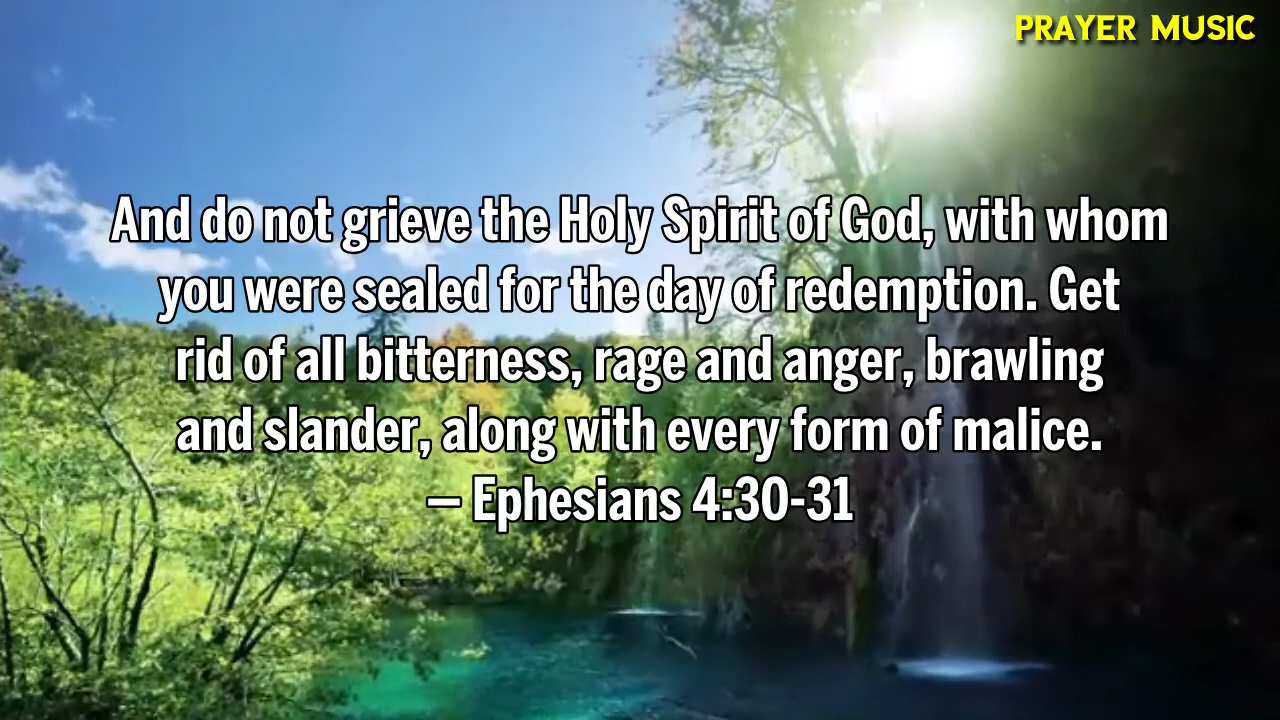 PRAYER MUSIC
And do not grieve the Holy Spirit of God, with whom
you were sealed for the day of redemption. Get
rid of all bitterness, rage and anger, brawling
and slander, along with every form of malice.
– Ephesians 4:30-31